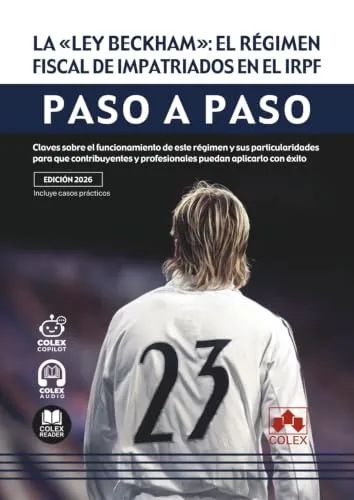 LA «LEY BECKHAM»: EL RÉGIMEN
FISCAL DE IMPATRIADOS EN EL IRPF
PASO A PASO
Claves sobre el funcionamiento de este régimen y sus particularidades
para que contribuyentes y profesionales puedan aplicarlo con éxito
EDICIÓN 2026
Incluye casos prácticos
COLEX
COPILOT
COLEX
AUDIO
COLEX
READER
23
COLEX